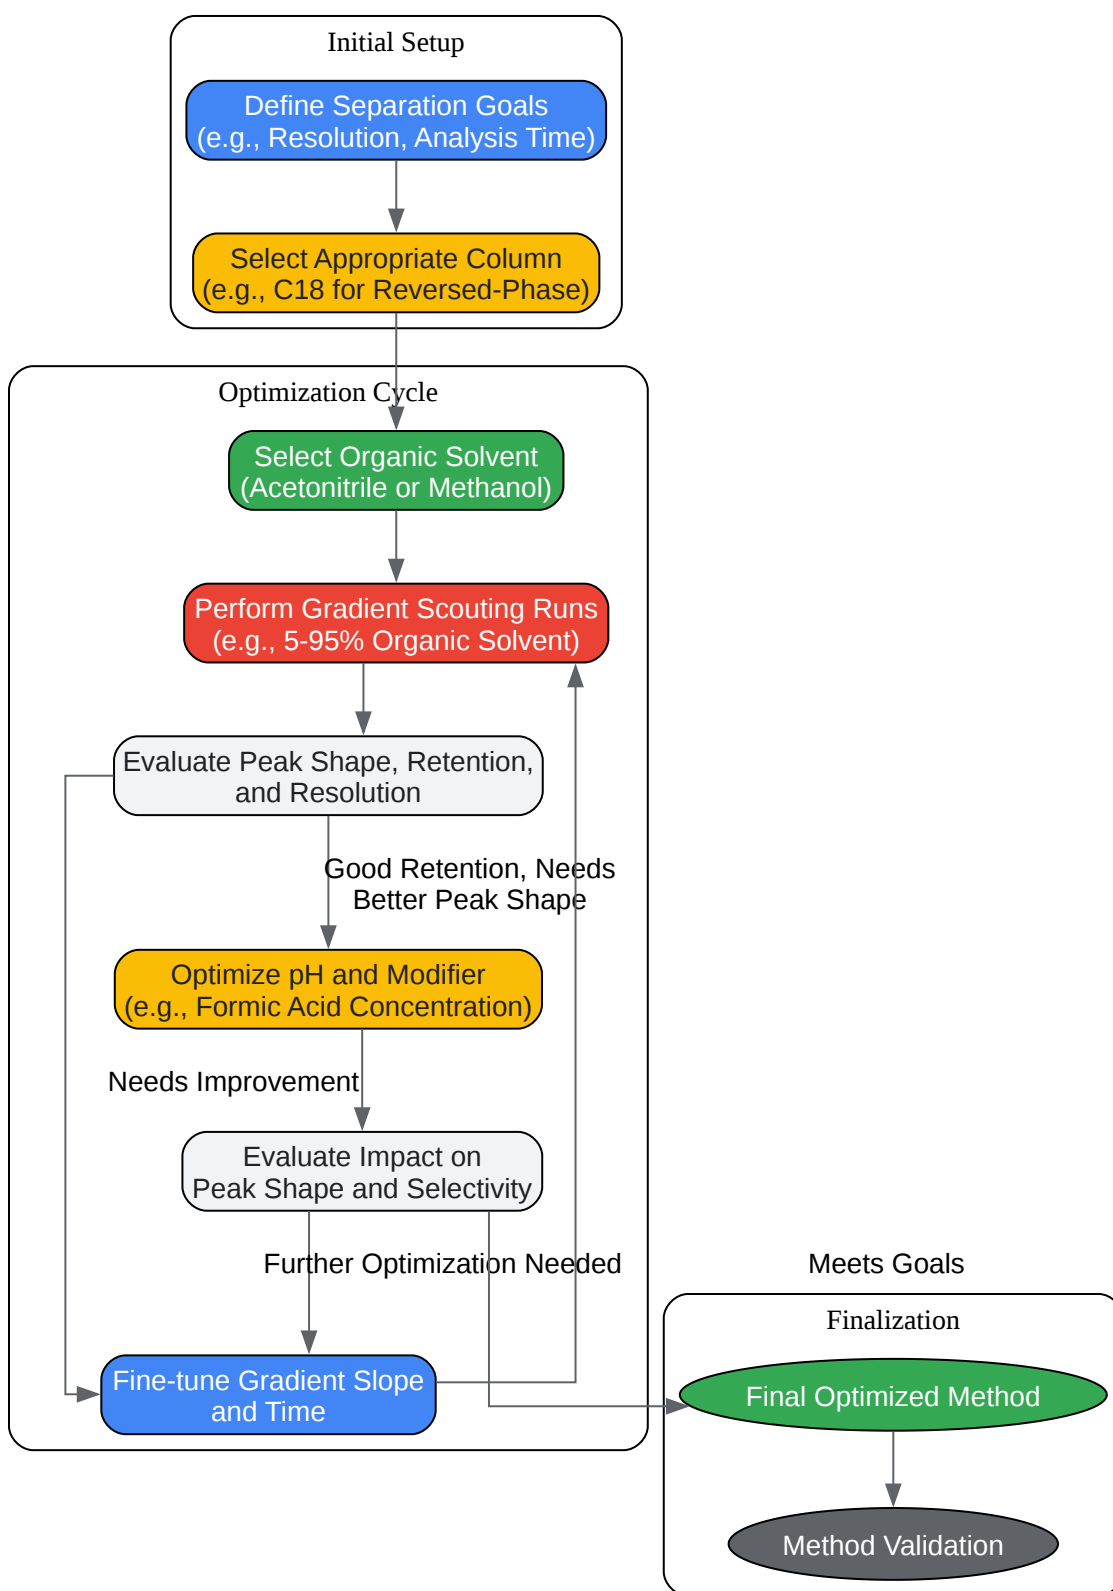 Initial Setup
Define Separation Goals
(e.g., Resolution, Analysis Time)
Select Appropriate Column
(e.g., C18 for Reversed-Phase)
Optimization Cycle
Select Organic Solvent
(Acetonitrile or Methanol)
Perform Gradient Scouting Runs
(e.g., 5-95% Organic Solvent)
Evaluate Peak Shape, Retention,
and Resolution
Good Retention, Needs
Better Peak Shape
Optimize pH and Modifier
(e.g., Formic Acid Concentration)
Needs Improvement
Evaluate Impact on
Peak Shape and Selectivity
Further Optimization Needed
Meets Goals
Fine-tune Gradient Slope
and Time
Finalization
Final Optimized Method
Method Validation